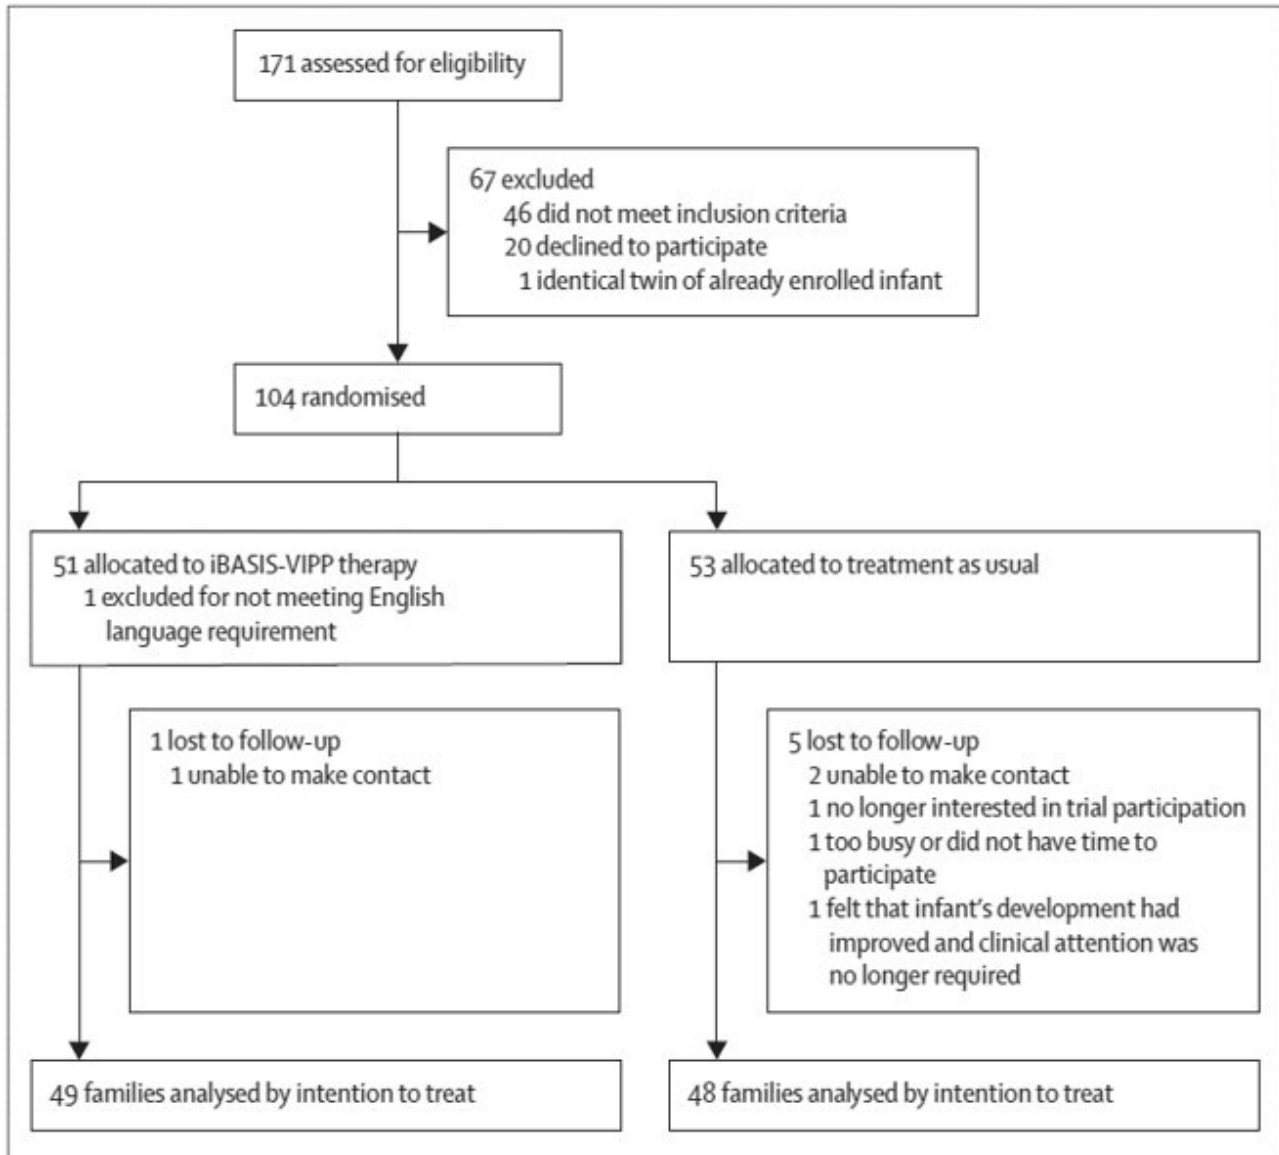 171 assessed for eligibility
67 excluded
46 did not meet inclusion criteria
20 declined to participate
1 identical twin of already enrolled infant
104 randomised
51 allocated to iBASIS-VIPP therapy
1 excluded for not meeting English
language requirement
53 allocated to treatment as usual
1 lost to follow-up
1 unable to make contact
5 lost to follow-up
2 unable to make contact
1 no longer interested in trial participation
1 too busy or did not have time to
participate
1 felt that infant's development had
improved and clinical attention was
no longer required
49 families analysed by intention to treat
48 families analysed by intention to treat